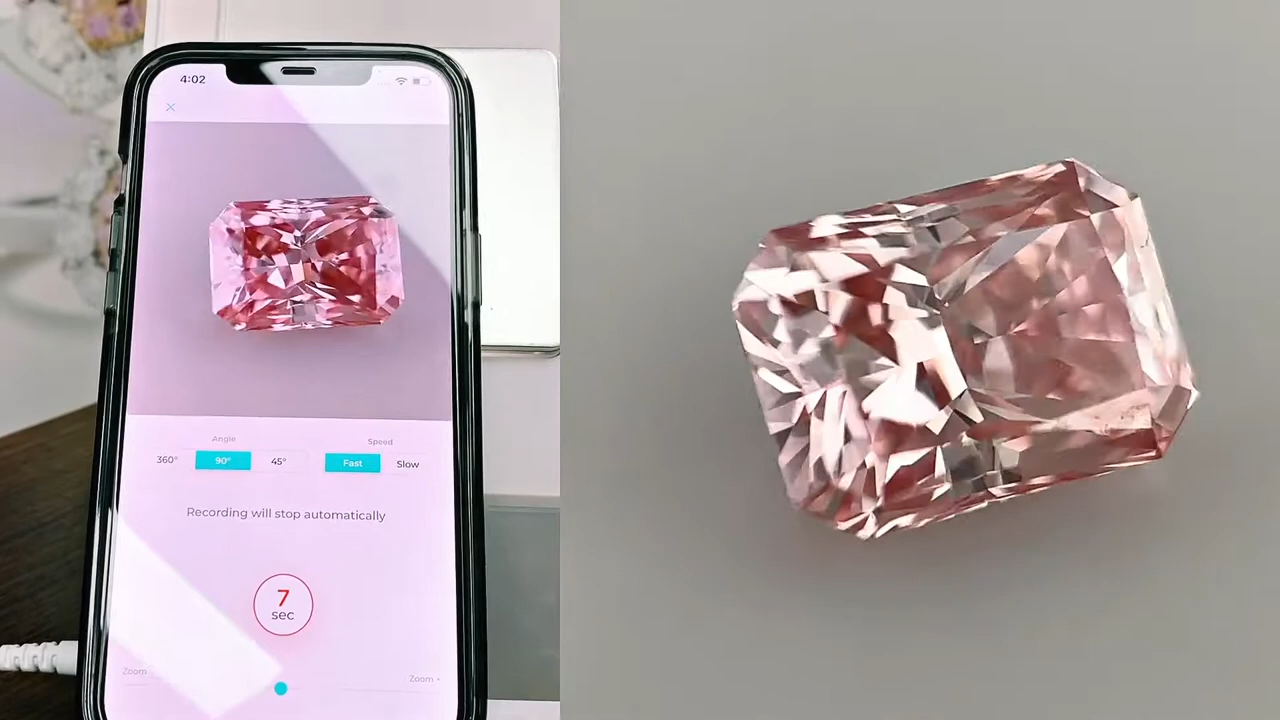 4:02
Angle
Speed
360° 90° 45°
Fast Slow
Recording will stop automatically
7
sec
Zoom
Zoom +